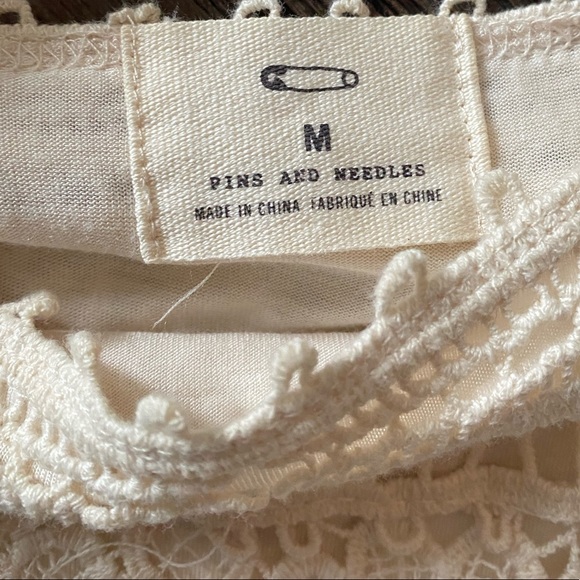 M
PINS AND NEEDLES
MADE IN CHINA FABRIQUÉ EN CHINE